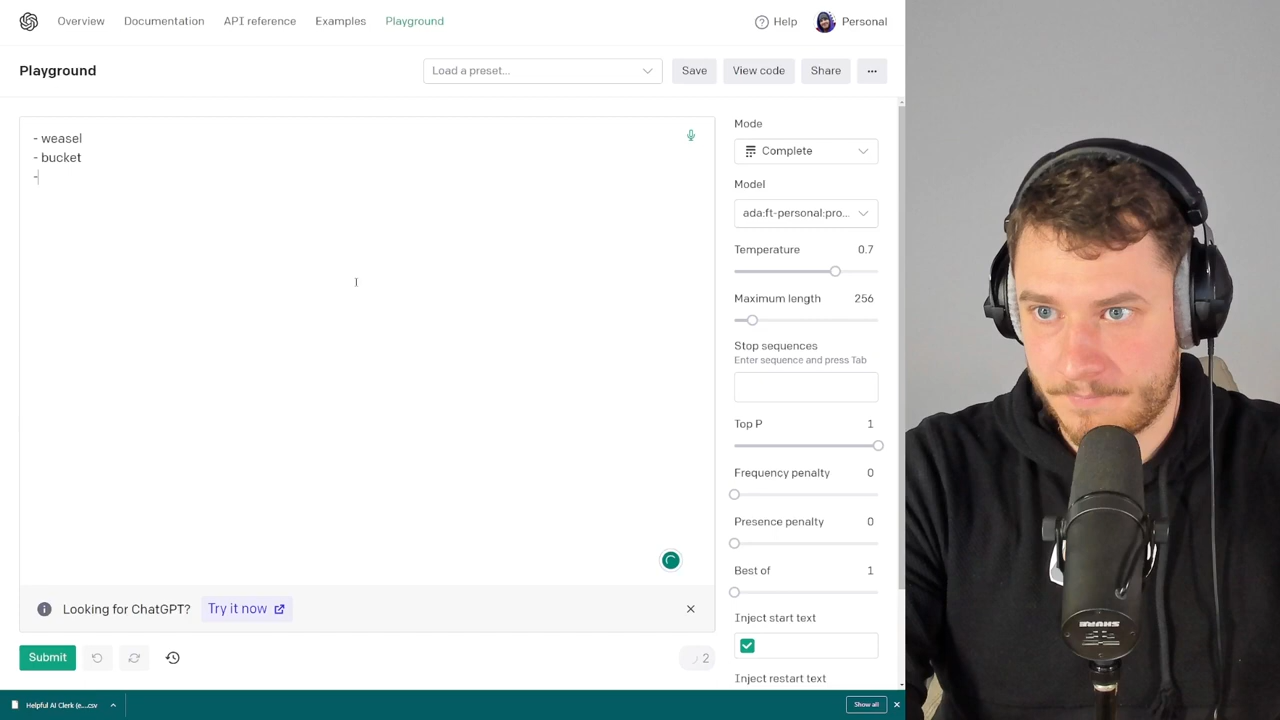 Overview Documentation API reference Examples Playground Help Personal
Playground
Load a preset...
Save
View code
Share
...
- weasel
- bucket
-
Looking for ChatGPT? Try it now
Submit
2
Mode
Complete
Model
ada:ft-personal:pro...
Temperature 0.7
Maximum length 256
Stop sequences
Enter sequence and press Tab
Top P 1
Frequency penalty 0
Presence penalty 0
Best of 1
Inject start text
Inject restart text
Helpful AI Clerk (e....csv
Show all
SHURE